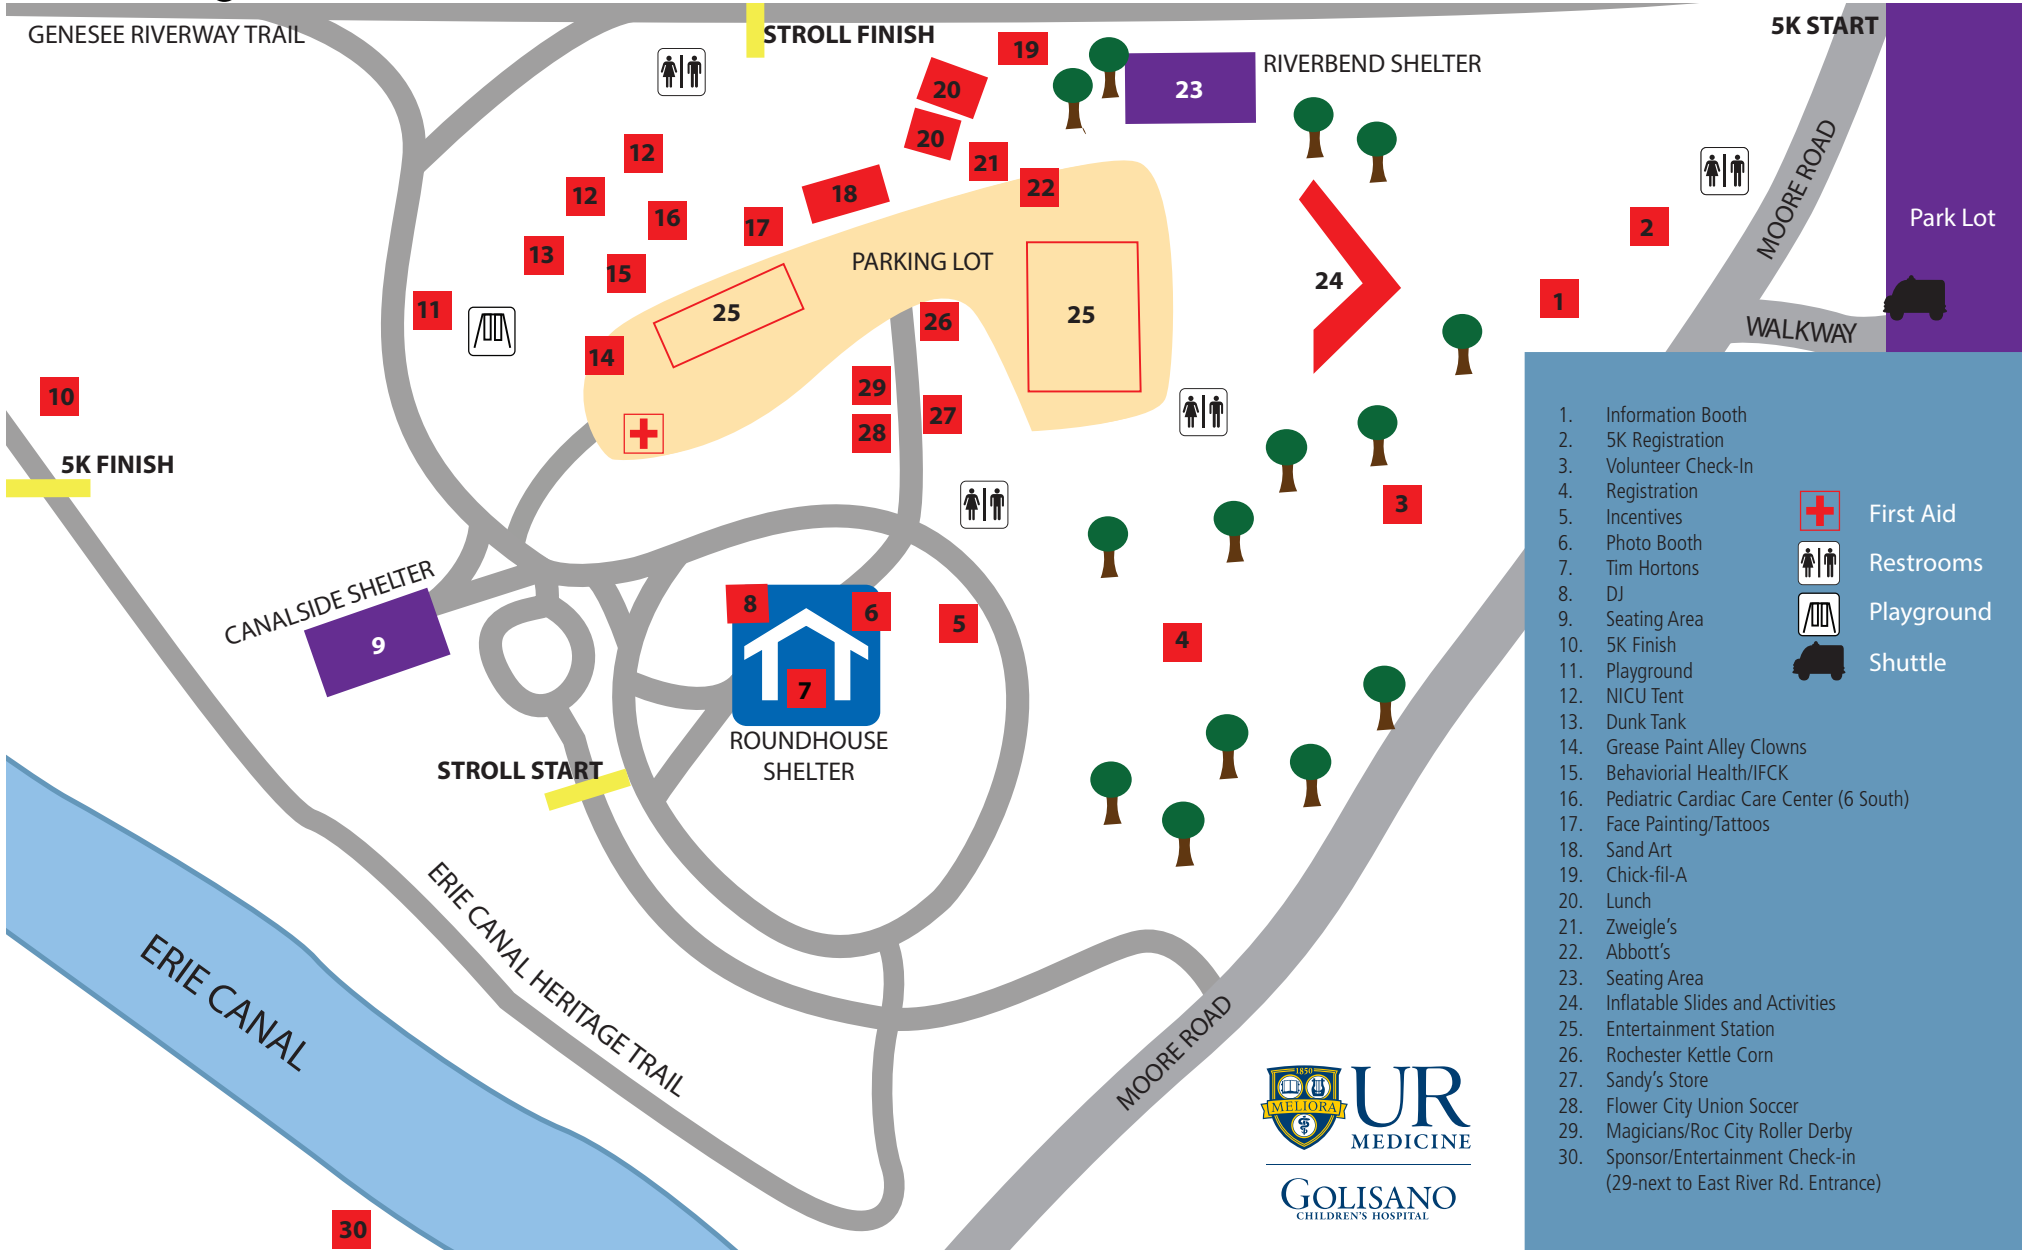 GENESEE RIVERWAY TRAIL
STROLL FINISH
19
5K START
RIVERBEND SHELTER
20
23
20
12
21
MOORE ROAD
12
18
22
16
17
2
Park Lot
13
15
PARKING LOT
24
11
25
26
25
1
WALKWAY
14
10
29
27
28
5K FINISH
3
CANALSIDE SHELTER
9
8
6
5
4
7
ROUNDHOUSE
SHELTER
STROLL START
ERIE CANAL HERITAGE TRAIL
ERIE CANAL
MOORE ROAD
30
1850
MELIORA
UR
MEDICINE
GOLISANO
CHILDREN'S HOSPITAL
1. Information Booth
2. 5K Registration
3. Volunteer Check-In
4. Registration
5. Incentives
6. Photo Booth
7. Tim Hortons
8. DJ
9. Seating Area
10. 5K Finish
11. Playground
12. NICU Tent
13. Dunk Tank
14. Grease Paint Alley Clowns
15. Behaviorial Health/IFCK
16. Pediatric Cardiac Care Center (6 South)
17. Face Painting/Tattoos
18. Sand Art
19. Chick-fil-A
20. Lunch
21. Zweigle's
22. Abbott's
23. Seating Area
24. Inflatable Slides and Activities
25. Entertainment Station
26. Rochester Kettle Corn
27. Sandy's Store
28. Flower City Union Soccer
29. Magicians/Roc City Roller Derby
30. Sponsor/Entertainment Check-in
(29-next to East River Rd. Entrance)
First Aid
Restrooms
Playground
Shuttle